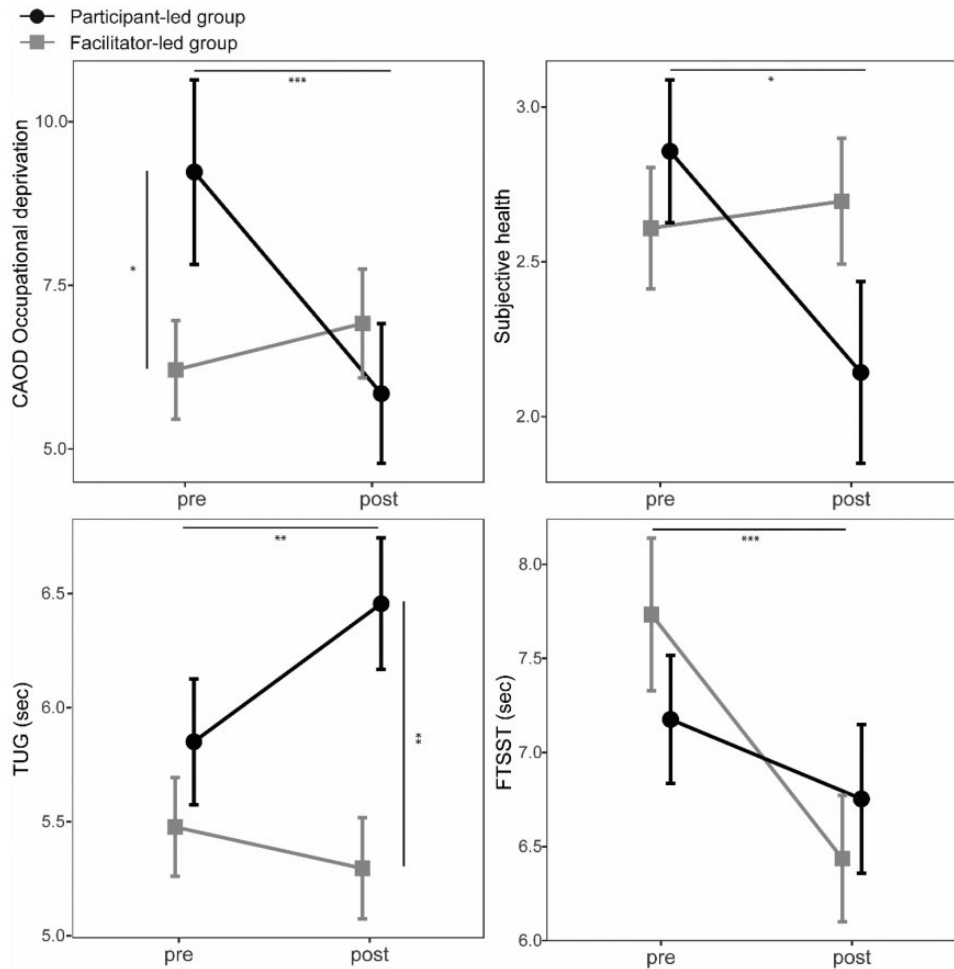 Participant-led group
Facilitator-led group
CAOD Occupational deprivation
10.0
7.5
5.0
***
*
pre
post
Subjective health
3.0
2.5
2.0
*
pre
post
TUG (sec)
6.5
6.0
5.5
5.0
**
**
pre
post
FTSST (sec)
8.0
7.5
7.0
6.5
6.0
***
pre
post